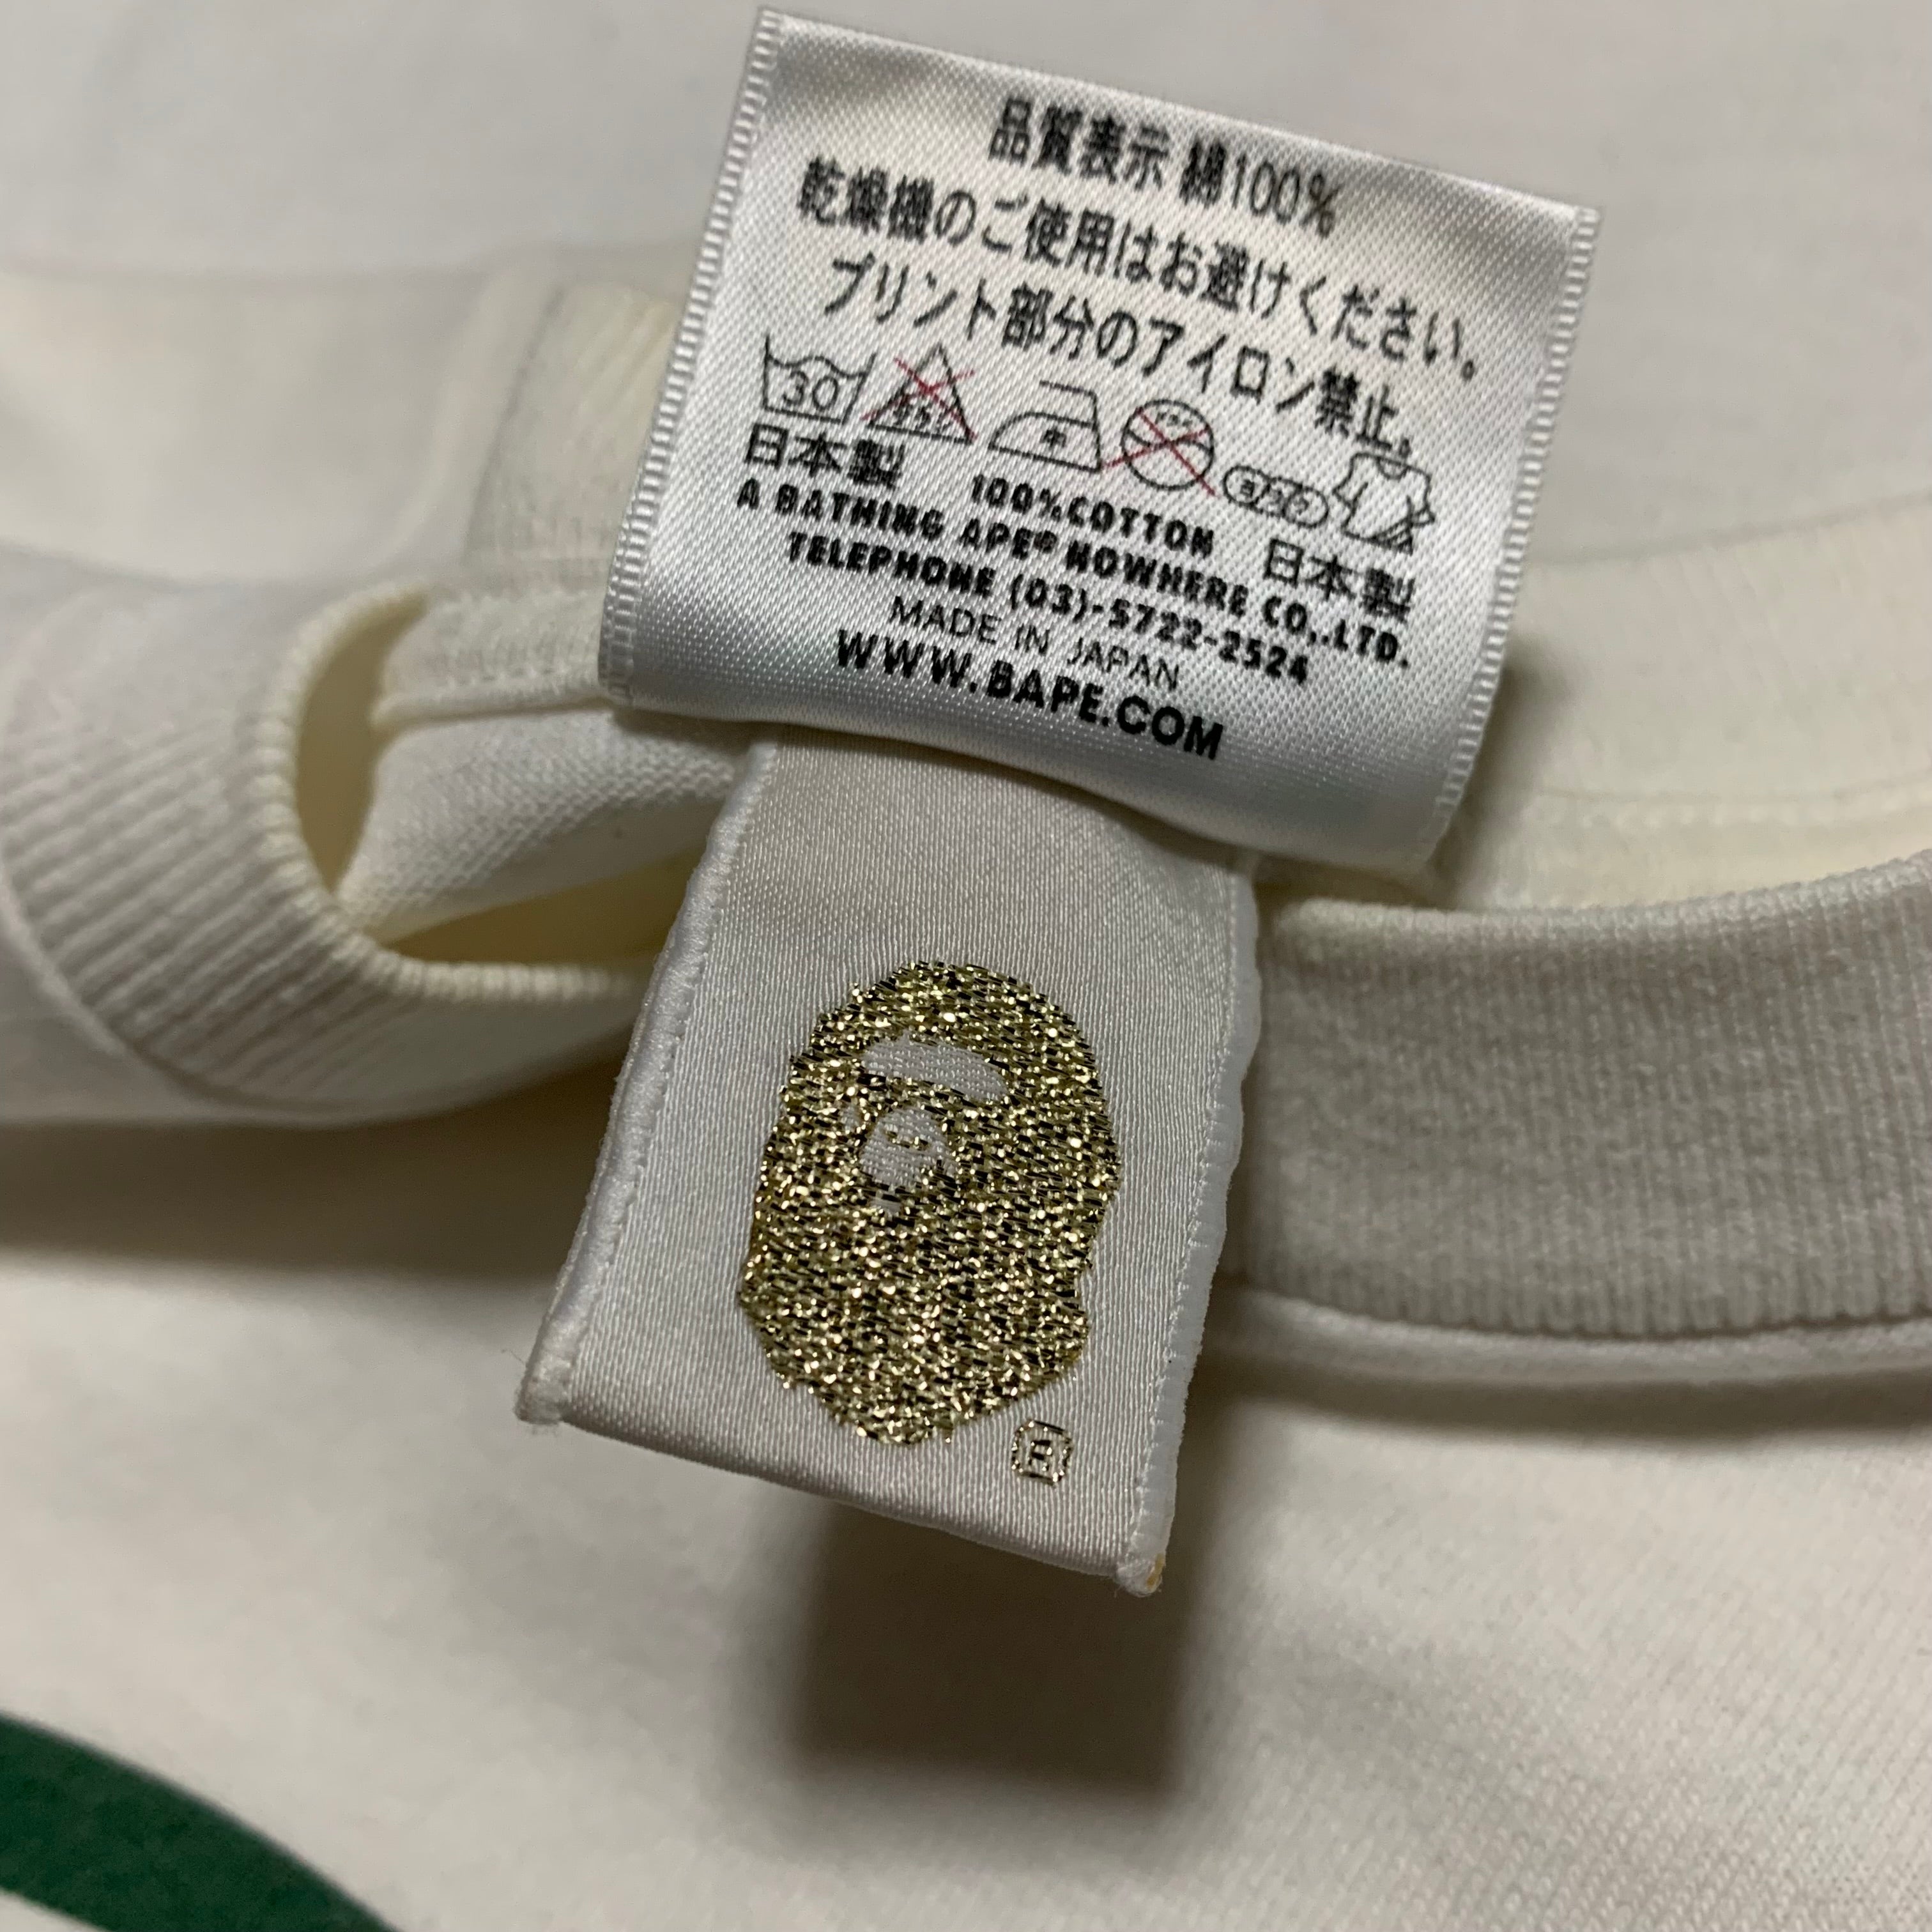 品質表示 綿100%
乾燥機のご使用はお避けください。
プリント部分のアイロン禁止。
30
日本製 100%COTTON 日本製
A BATHING APE® NOWHERE CO,.LTD.
TELEPHONE (03)-5722-2524
MADE IN JAPAN
WWW.BAPE.COM
®